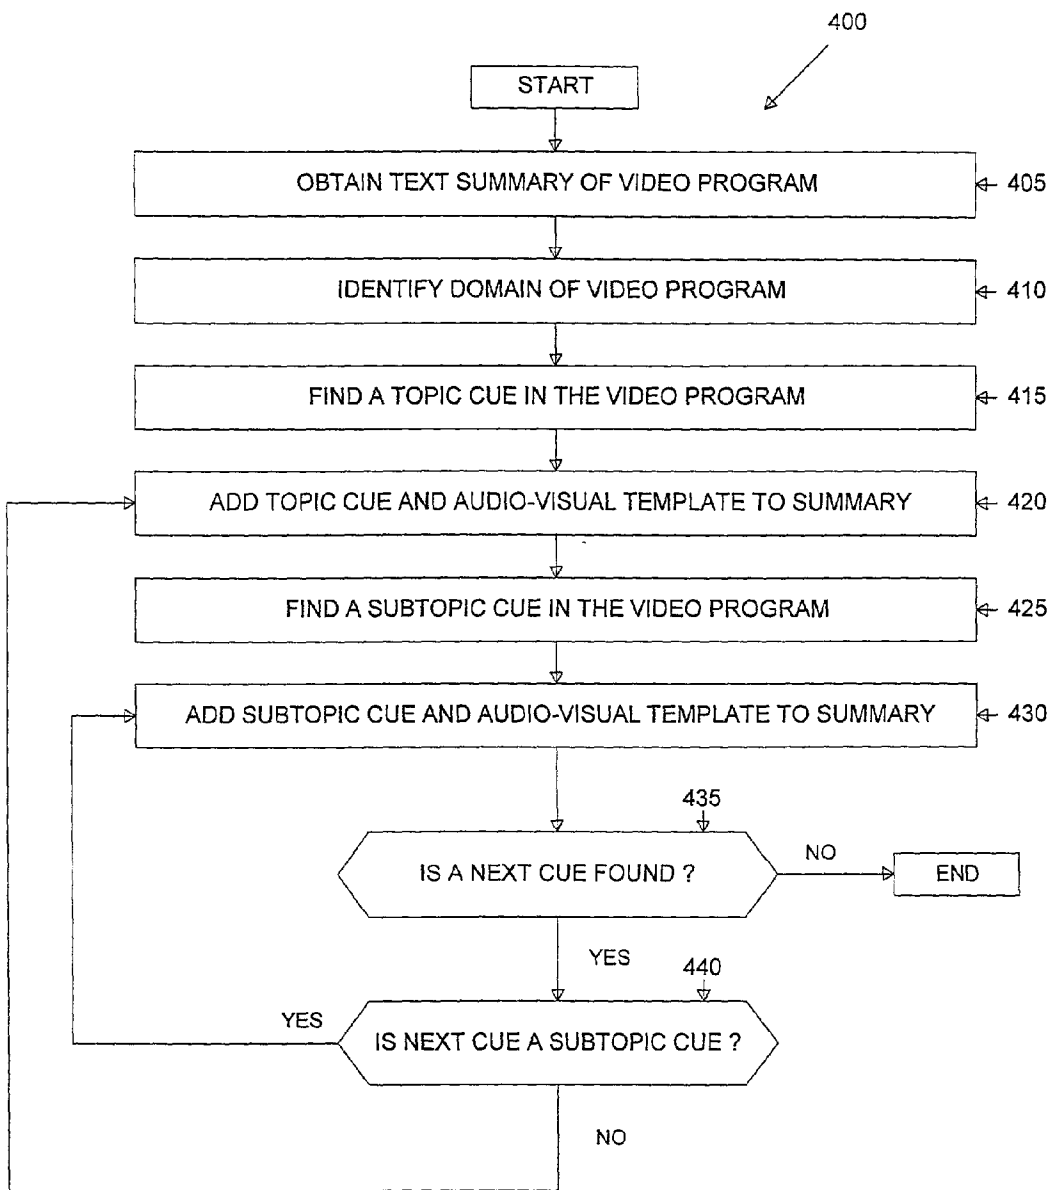 400
START
OBTAIN TEXT SUMMARY OF VIDEO PROGRAM
405
IDENTIFY DOMAIN OF VIDEO PROGRAM
410
FIND A TOPIC CUE IN THE VIDEO PROGRAM
415
ADD TOPIC CUE AND AUDIO-VISUAL TEMPLATE TO SUMMARY
420
FIND A SUBTOPIC CUE IN THE VIDEO PROGRAM
425
ADD SUBTOPIC CUE AND AUDIO-VISUAL TEMPLATE TO SUMMARY
430
435
IS A NEXT CUE FOUND ?
NO
END
YES
440
YES
IS NEXT CUE A SUBTOPIC CUE ?
NO